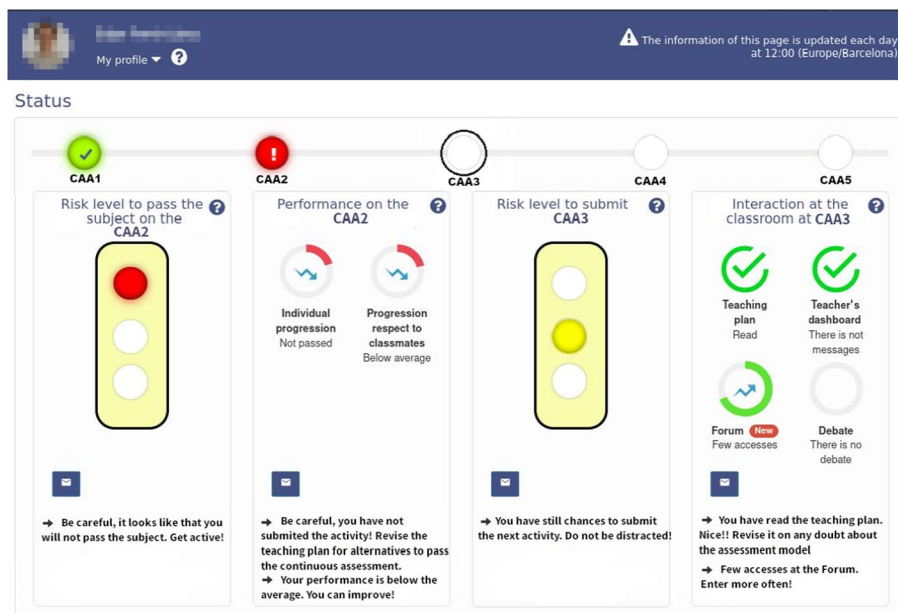 My profile
The information of this page is updated each day
at 12:00 (Europe/Barcelona)
Status
CAA1
CAA2
CAA3
CAA4
CAA5
Risk level to pass the
subject on the
CAA2
➔ Be careful, it looks like that you
will not pass the subject. Get active!
Performance on the
CAA2
Individual
progression
Not passed
Progression
respect to
classmates
Below average
➔ Be careful, you have not
submited the activity! Revise the
teaching plan for alternatives to pass
the continuous assessment.
➔ Your performance is below the
average. You can improve!
Risk level to submit
CAA3
➔ You have still chances to submit
the next activity. Do not be distracted!
Interaction at the
classroom at CAA3
Teaching
plan
Read
Teacher's
dashboard
There is not
messages
Forum New
Few accesses
Debate
There is no
debate
➔ You have read the teaching plan.
Nice!! Revise it on any doubt about
the assessment model
➔ Few accesses at the Forum.
Enter more often!